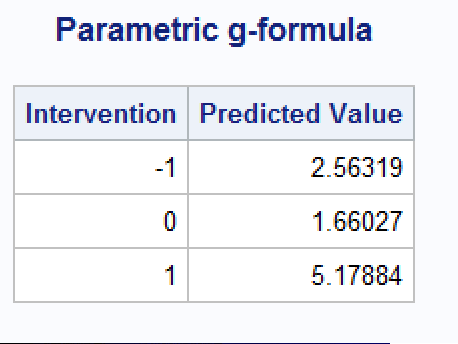 Parametric g-formula
Intervention Predicted Value
-1 2.56319
0 1.66027
1 5.17884